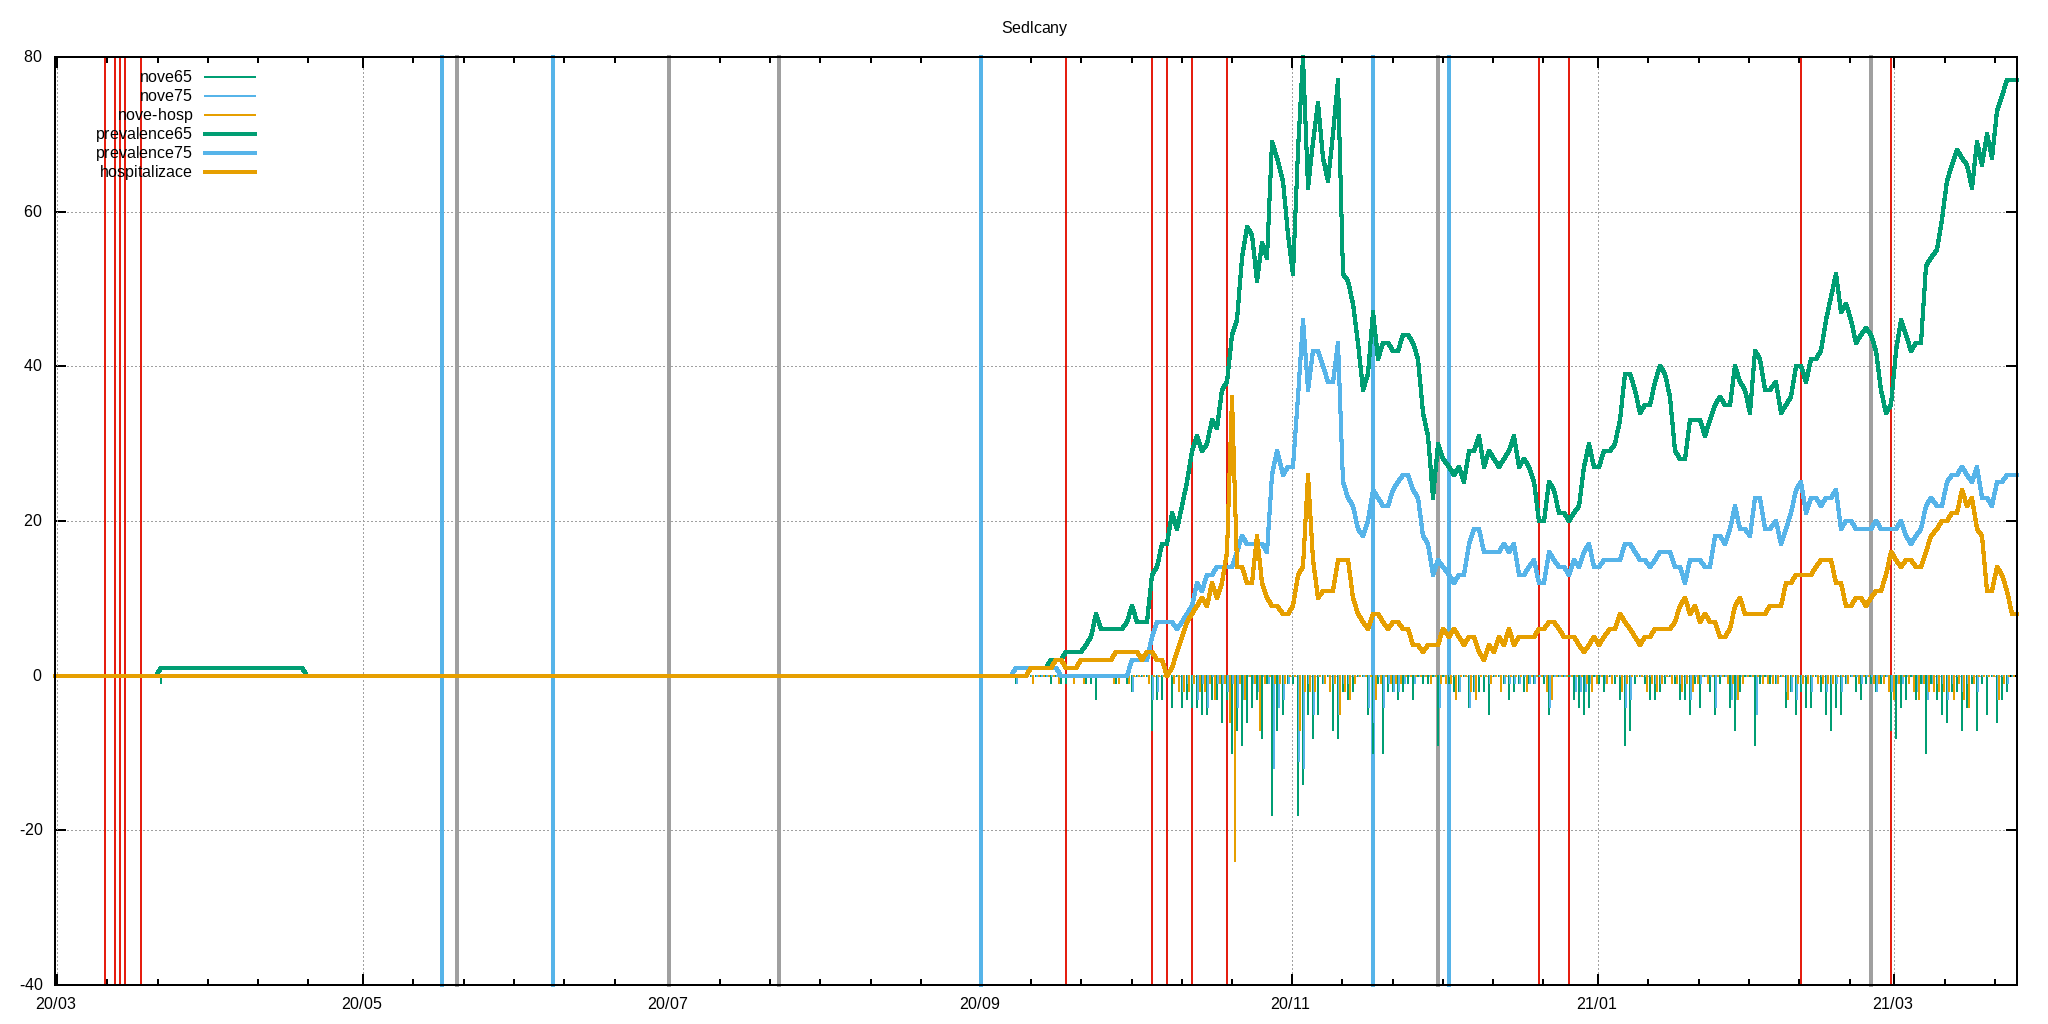 Sedlcany
80
nove65
nove75
nove-hosp
prevalence65
prevalence75
hospitalizace
60
40
20
0
-20
-40
20/03 20/05 20/07 20/09 20/11 21/01 21/03